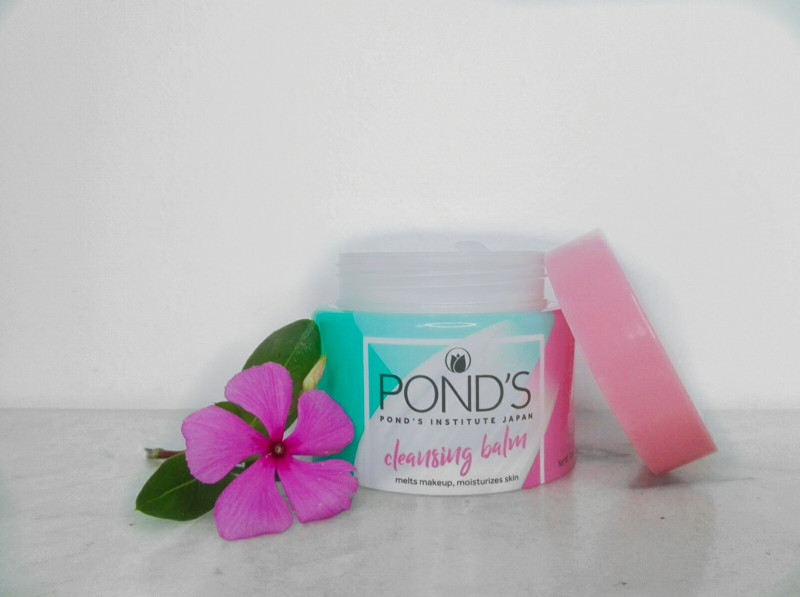 POND'S
POND'S INSTITUTE JAPAN
cleansing balm
melts makeup, moisturizes skin